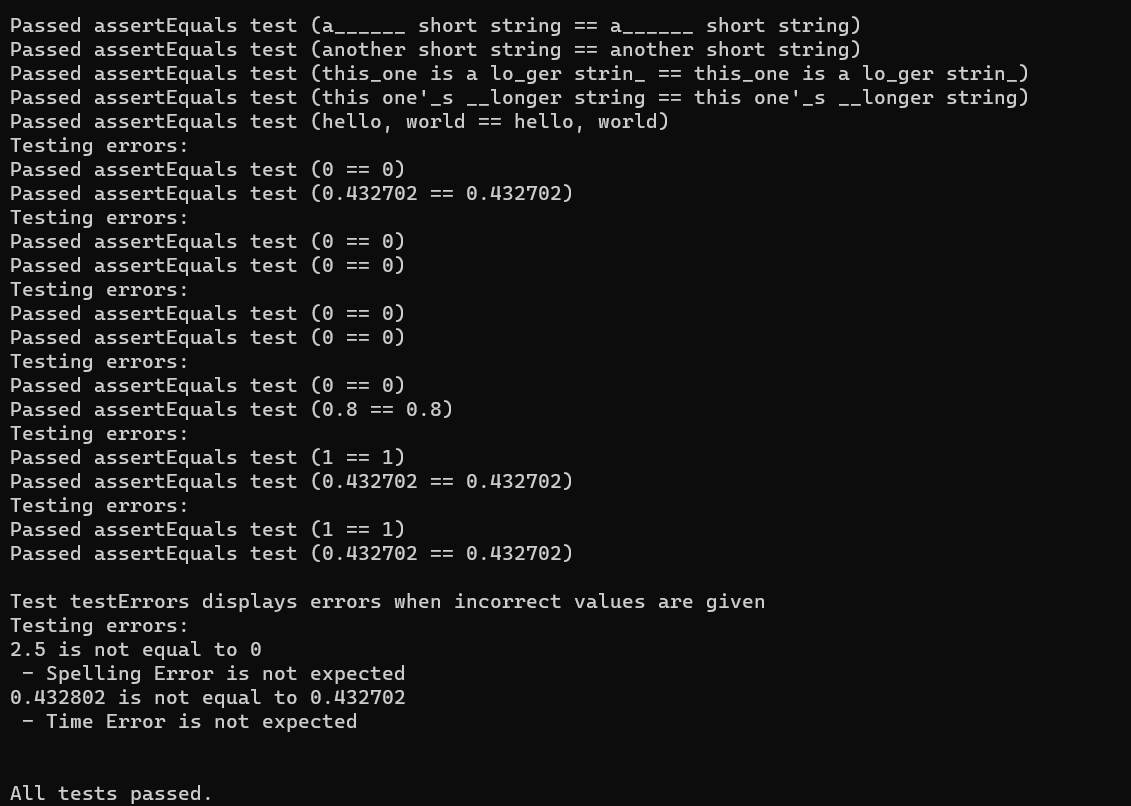 Passed assertEquals test (a______ short string == a______ short string)
Passed assertEquals test (another short string == another short string)
Passed assertEquals test (this_one is a lo_ger strin_ == this_one is a lo_ger strin_)
Passed assertEquals test (this one'_s __longer string == this one'_s __longer string)
Passed assertEquals test (hello, world == hello, world)
Testing errors:
Passed assertEquals test (0 == 0)
Passed assertEquals test (0.432702 == 0.432702)
Testing errors:
Passed assertEquals test (0 == 0)
Passed assertEquals test (0 == 0)
Testing errors:
Passed assertEquals test (0 == 0)
Passed assertEquals test (0 == 0)
Testing errors:
Passed assertEquals test (0 == 0)
Passed assertEquals test (0.8 == 0.8)
Testing errors:
Passed assertEquals test (1 == 1)
Passed assertEquals test (0.432702 == 0.432702)
Testing errors:
Passed assertEquals test (1 == 1)
Passed assertEquals test (0.432702 == 0.432702)
Test testErrors displays errors when incorrect values are given
Testing errors:
2.5 is not equal to 0
 - Spelling Error is not expected
0.432802 is not equal to 0.432702
 - Time Error is not expected
All tests passed.